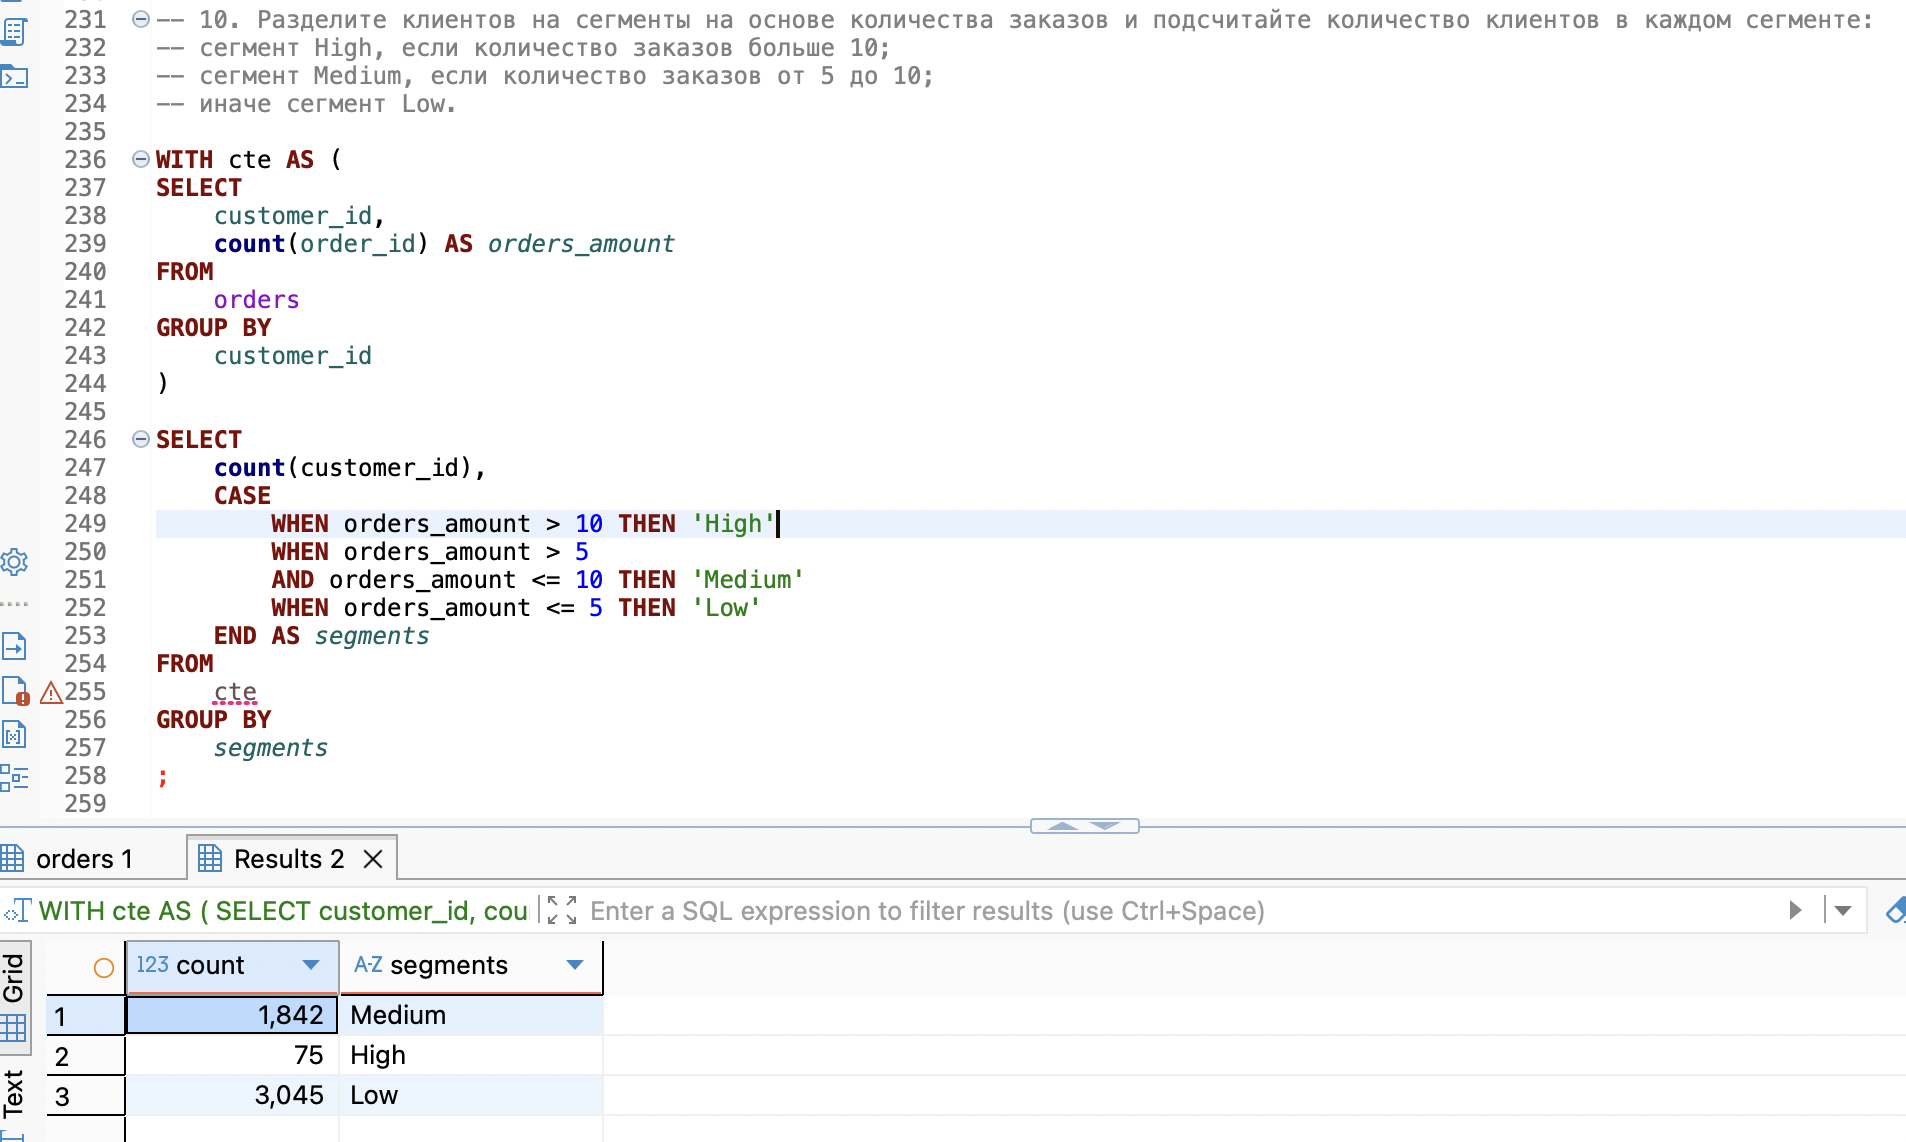 231 -- 10. Разделите клиентов на сегменты на основе количества заказов и подсчитайте количество клиентов в каждом сегменте:
232 -- сегмент High, если количество заказов больше 10;
233 -- сегмент Medium, если количество заказов от 5 до 10;
234 -- иначе сегмент Low.
235
236 WITH cte AS (
237 SELECT
238     customer_id,
239     count(order_id) AS orders_amount
240 FROM
241     orders
242 GROUP BY
243     customer_id
244 )
245
246 SELECT
247     count(customer_id),
248     CASE
249         WHEN orders_amount > 10 THEN 'High'
250         WHEN orders_amount > 5
251         AND orders_amount <= 10 THEN 'Medium'
252         WHEN orders_amount <= 5 THEN 'Low'
253     END AS segments
254 FROM
255     cte
256 GROUP BY
257     segments
258 ;
259
orders 1 Results 2
WITH cte AS ( SELECT customer_id, cou Enter a SQL expression to filter results (use Ctrl+Space)
Grid
Text
123 count A-Z segments
1 1,842 Medium
2 75 High
3 3,045 Low